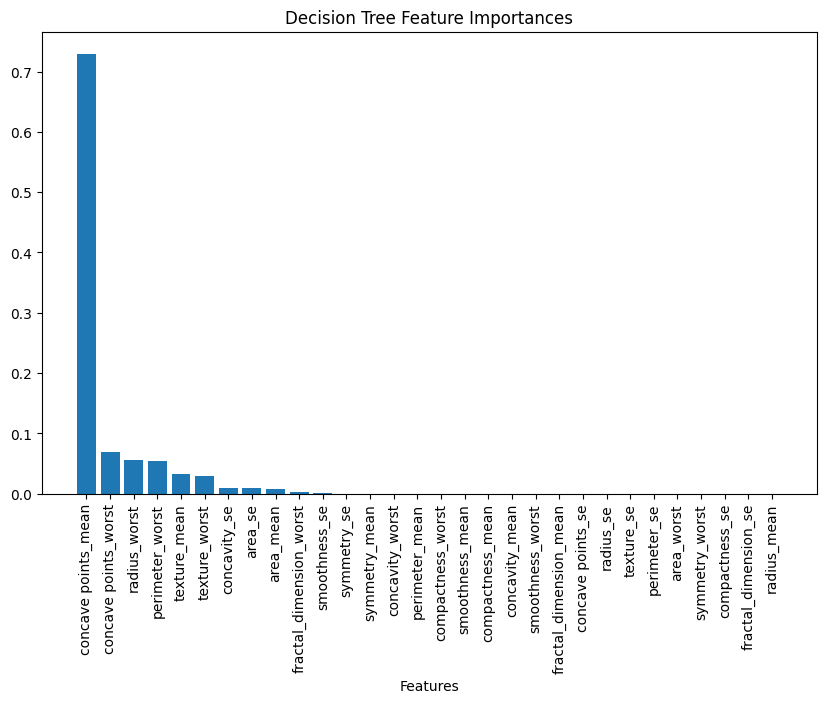 Decision Tree Feature Importances
0.7
0.6
0.5
0.4
0.3
0.2
0.1
0.0
concave points_mean
concave points_worst
radius_worst
perimeter_worst
texture_mean
texture_worst
concavity_se
area_se
area_mean
fractal_dimension_worst
smoothness_se
symmetry_se
symmetry_mean
concavity_worst
perimeter_mean
compactness_worst
smoothness_mean
compactness_mean
concavity_mean
smoothness_worst
fractal_dimension_mean
concave points_se
radius_se
texture_se
perimeter_se
area_worst
symmetry_worst
compactness_se
fractal_dimension_se
radius_mean
Features